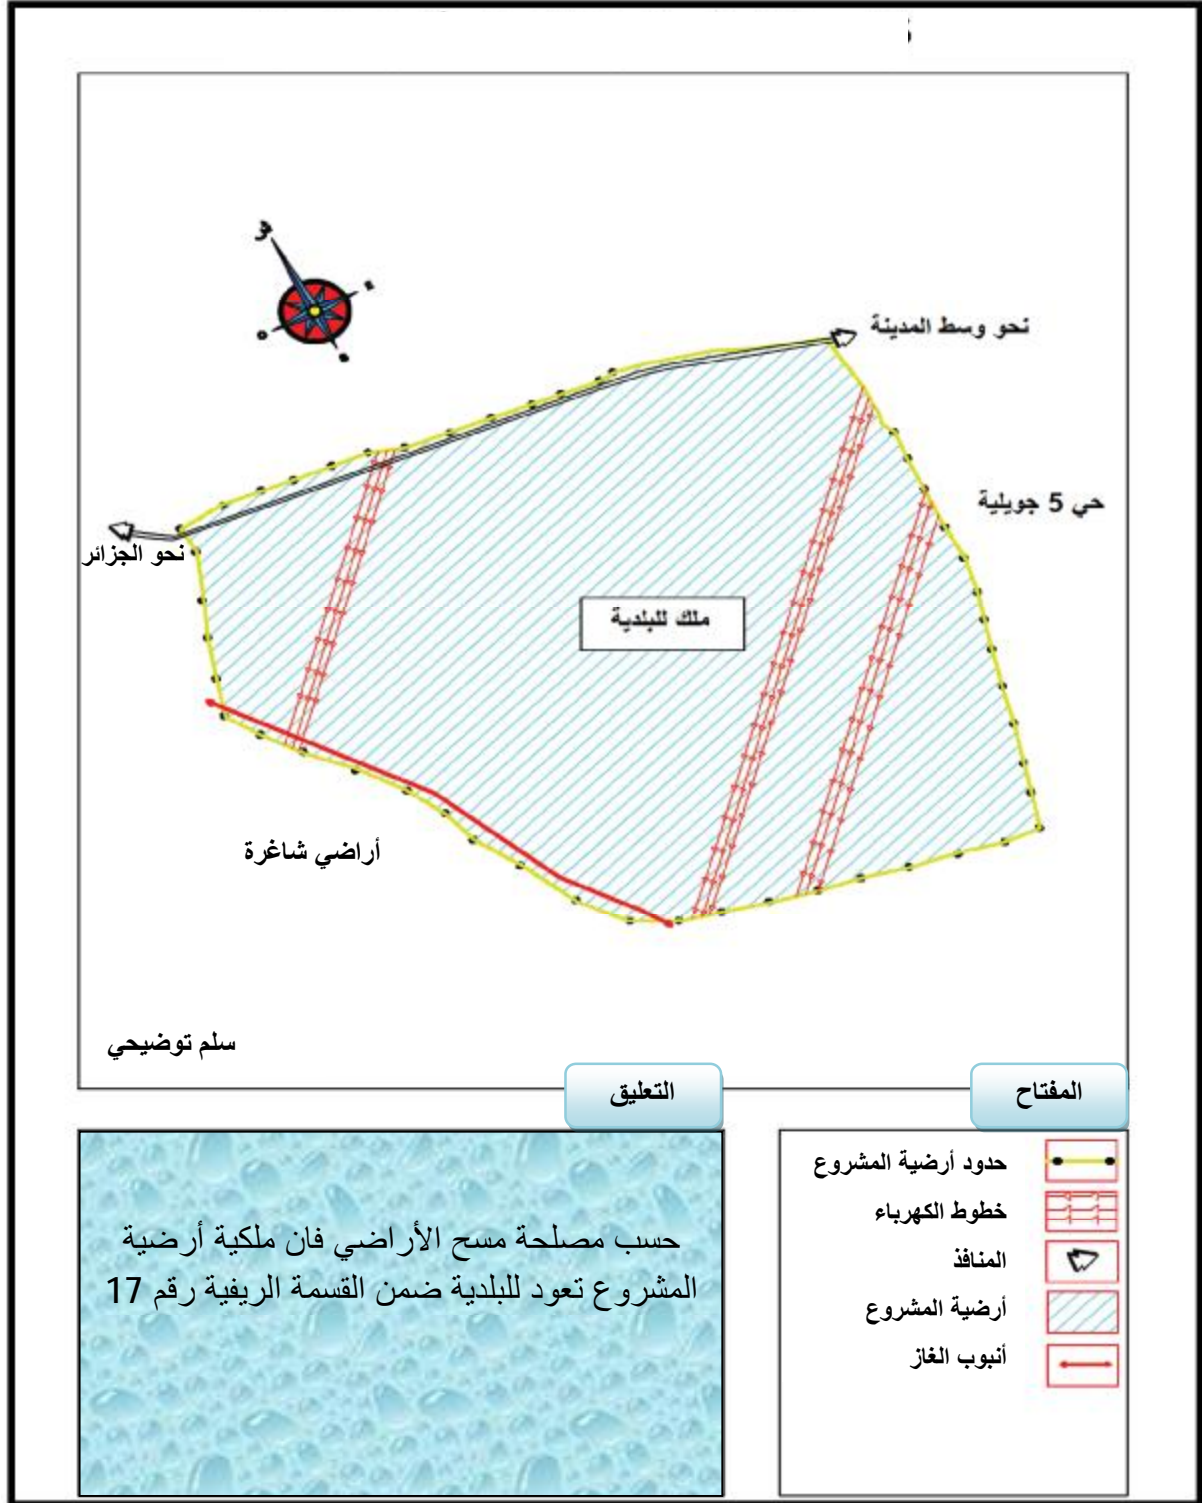 نحو وسط المدينة
حي 5 جويلية
نحو الجزائر
ملك للبلدية
أراضي شاغرة
سلم توضيحي
المفتاح
حدود أرضية المشروع
خطوط الكهرباء
المنافذ
أرضية المشروع
أنبوب الغاز
التعليق
حسب مصلحة مسح الأراضي فان ملكية أرضية
المشروع تعود للبلدية ضمن القسمة الريفية رقم 17